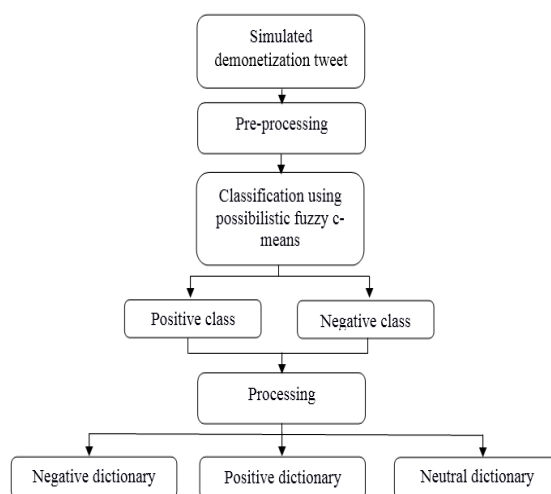 Simulated
demonetization tweet
Pre-processing
Classification using
possibilistic fuzzy c-
means
Positive class
Negative class
Processing
Negative dictionary
Positive dictionary
Neutral dictionary